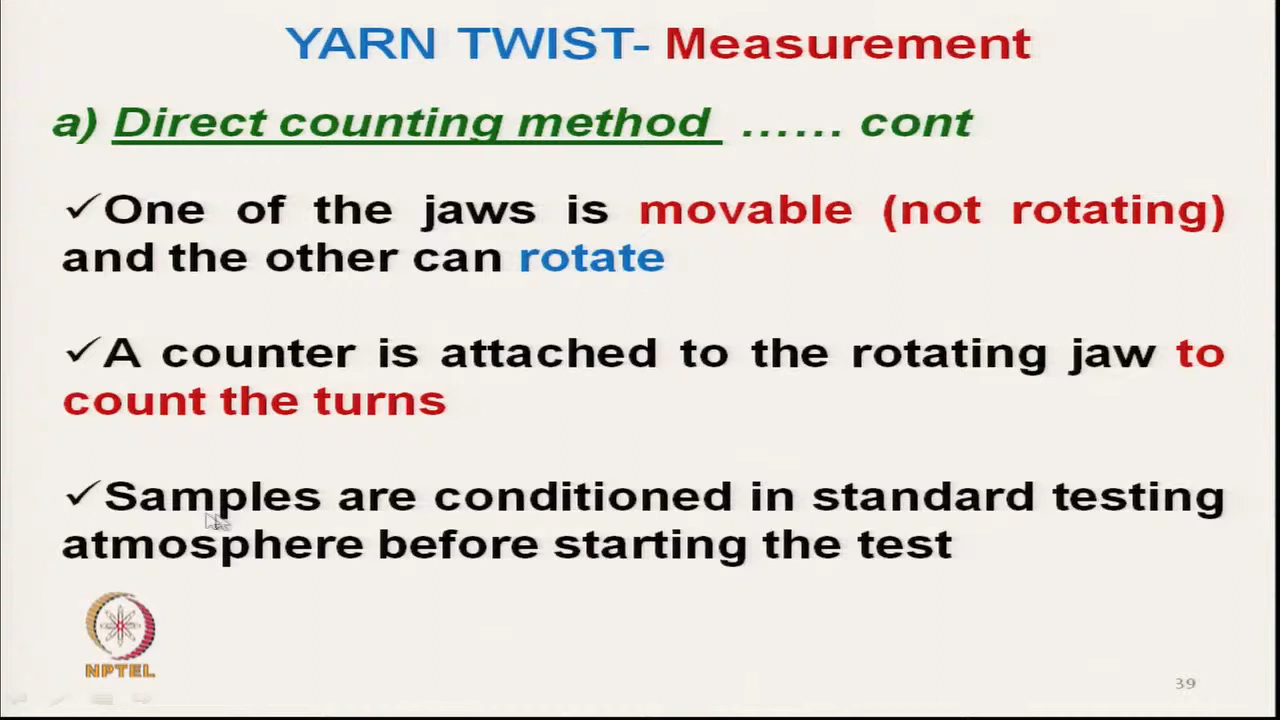 YARN TWIST- Measurement
a) Direct counting method ...... cont
✓One of the jaws is movable (not rotating)
and the other can rotate
✓A counter is attached to the rotating jaw to
count the turns
✓Samples are conditioned in standard testing
atmosphere before starting the test
NPTEL
39